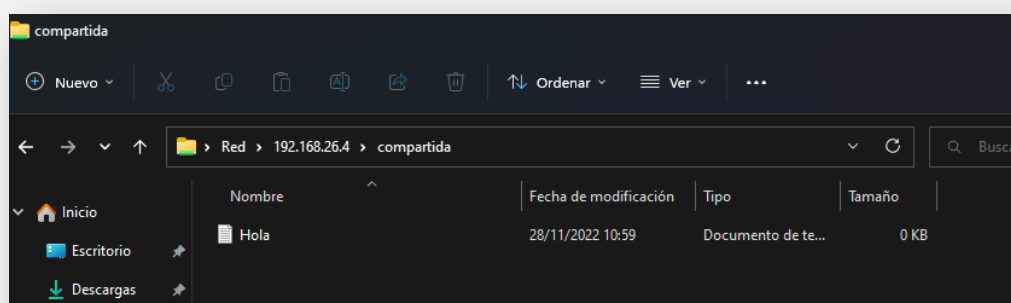 compartida
Nuevo Ordenar Ver
Red > 192.168.26.4 > compartida Busca
Nombre Fecha de modificación Tipo Tamaño
Inicio
Hola 28/11/2022 10:59 Documento de te... 0 KB
Escritorio
Descargas